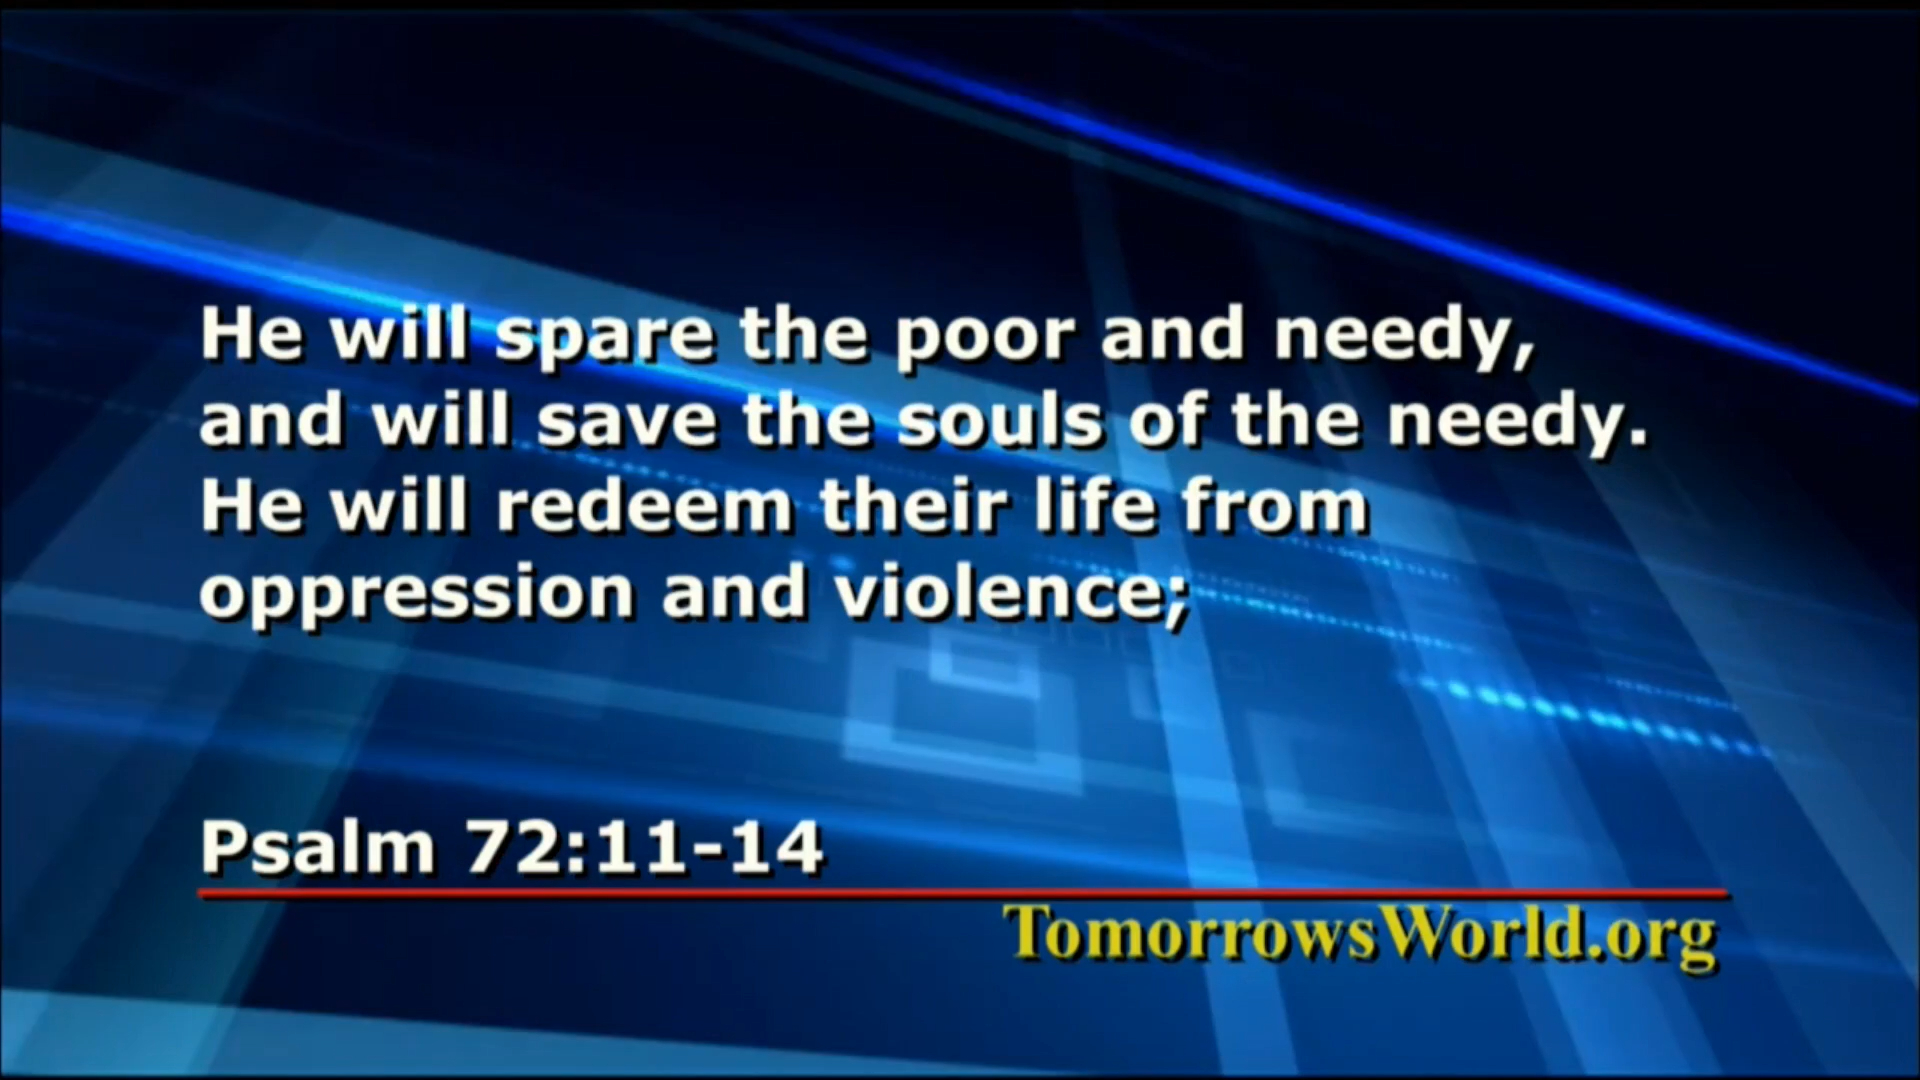 He will spare the poor and needy,
and will save the souls of the needy.
He will redeem their life from
oppression and violence;
Psalm 72:11-14
TomorrowsWorld.org